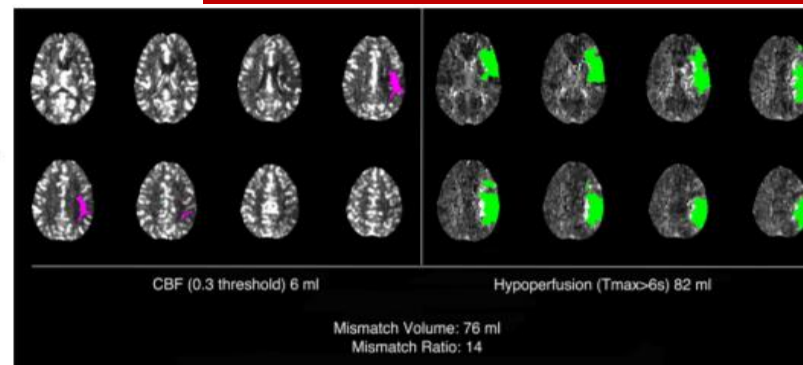 CBF (0.3 threshold) 6 ml
Hypoperfusion (Tmax>6s) 82 ml
Mismatch Volume: 76 ml
Mismatch Ratio: 14